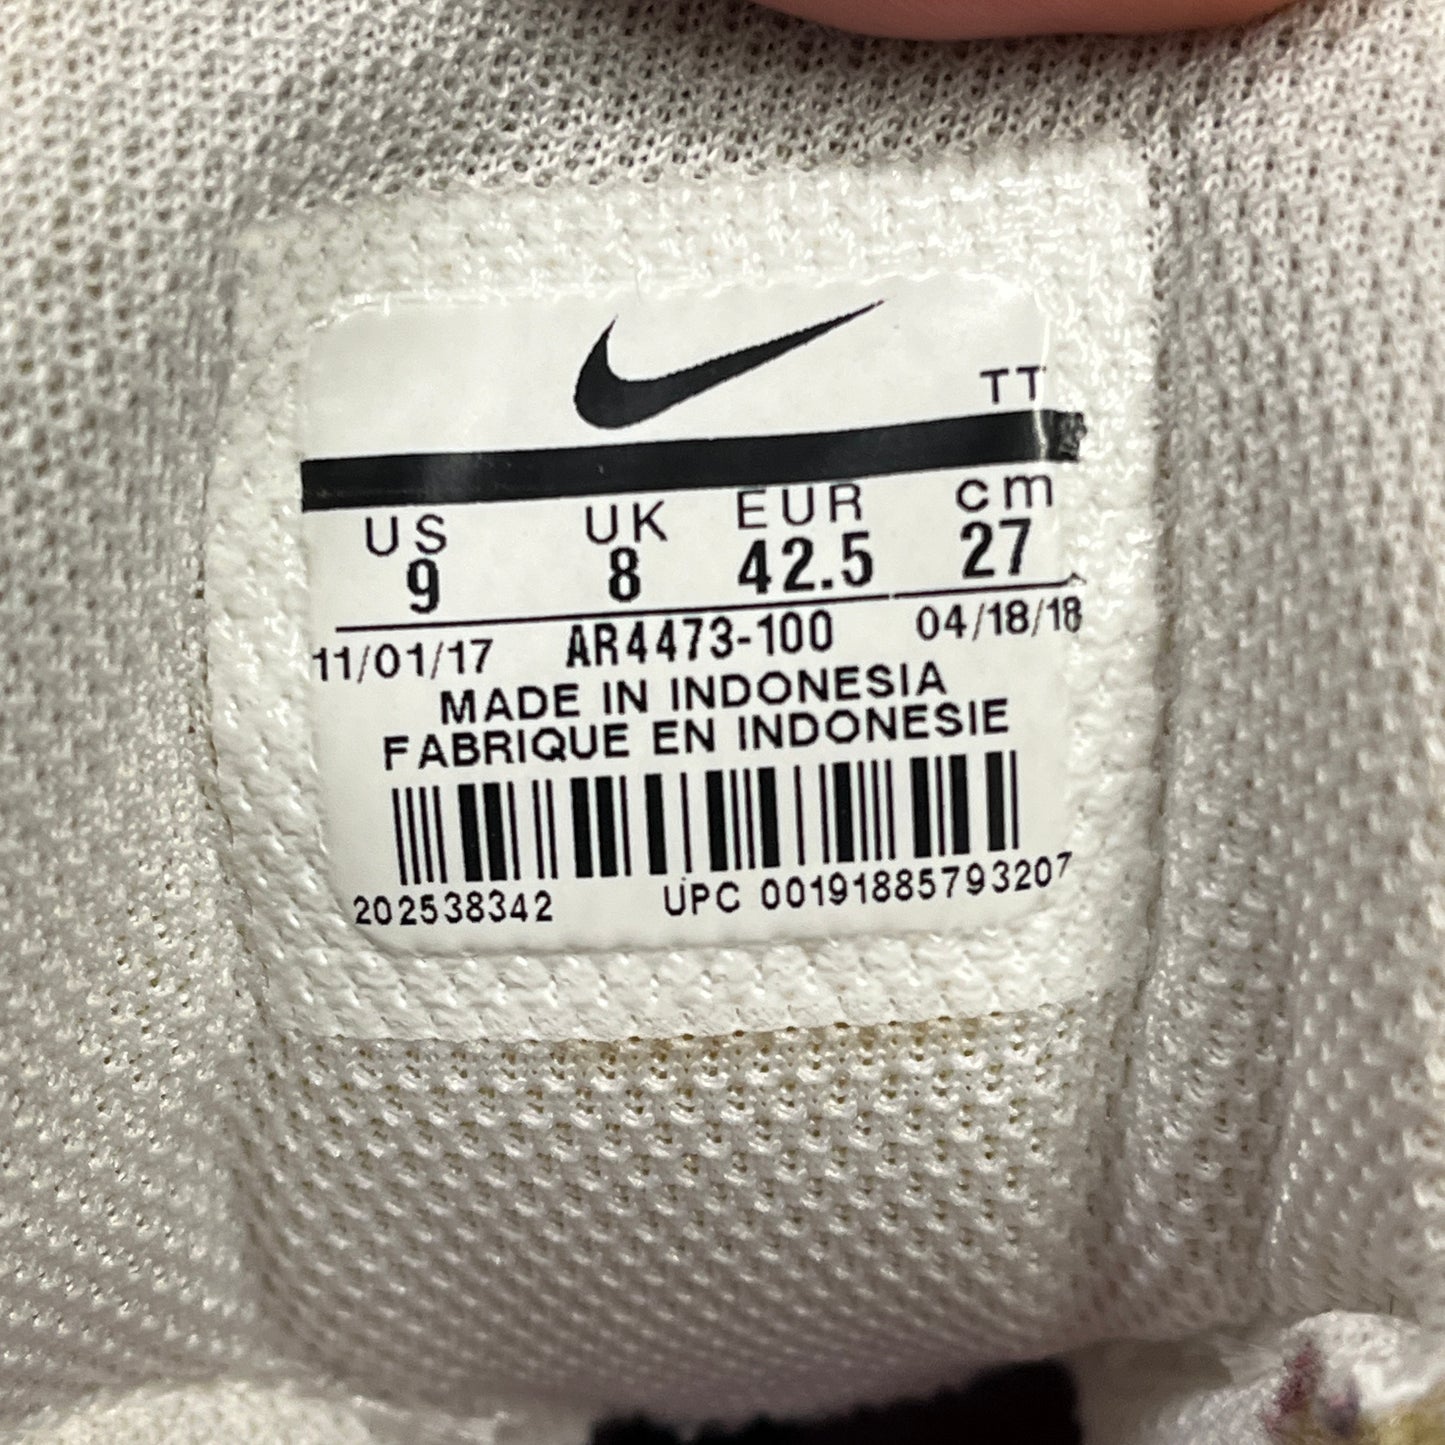 TT
US UK EUR cm
9 8 42.5 27
11/01/17 AR4473-100 04/18/18
MADE IN INDONESIA
FABRIQUE EN INDONESIE
202538342 UPC 00191885793207